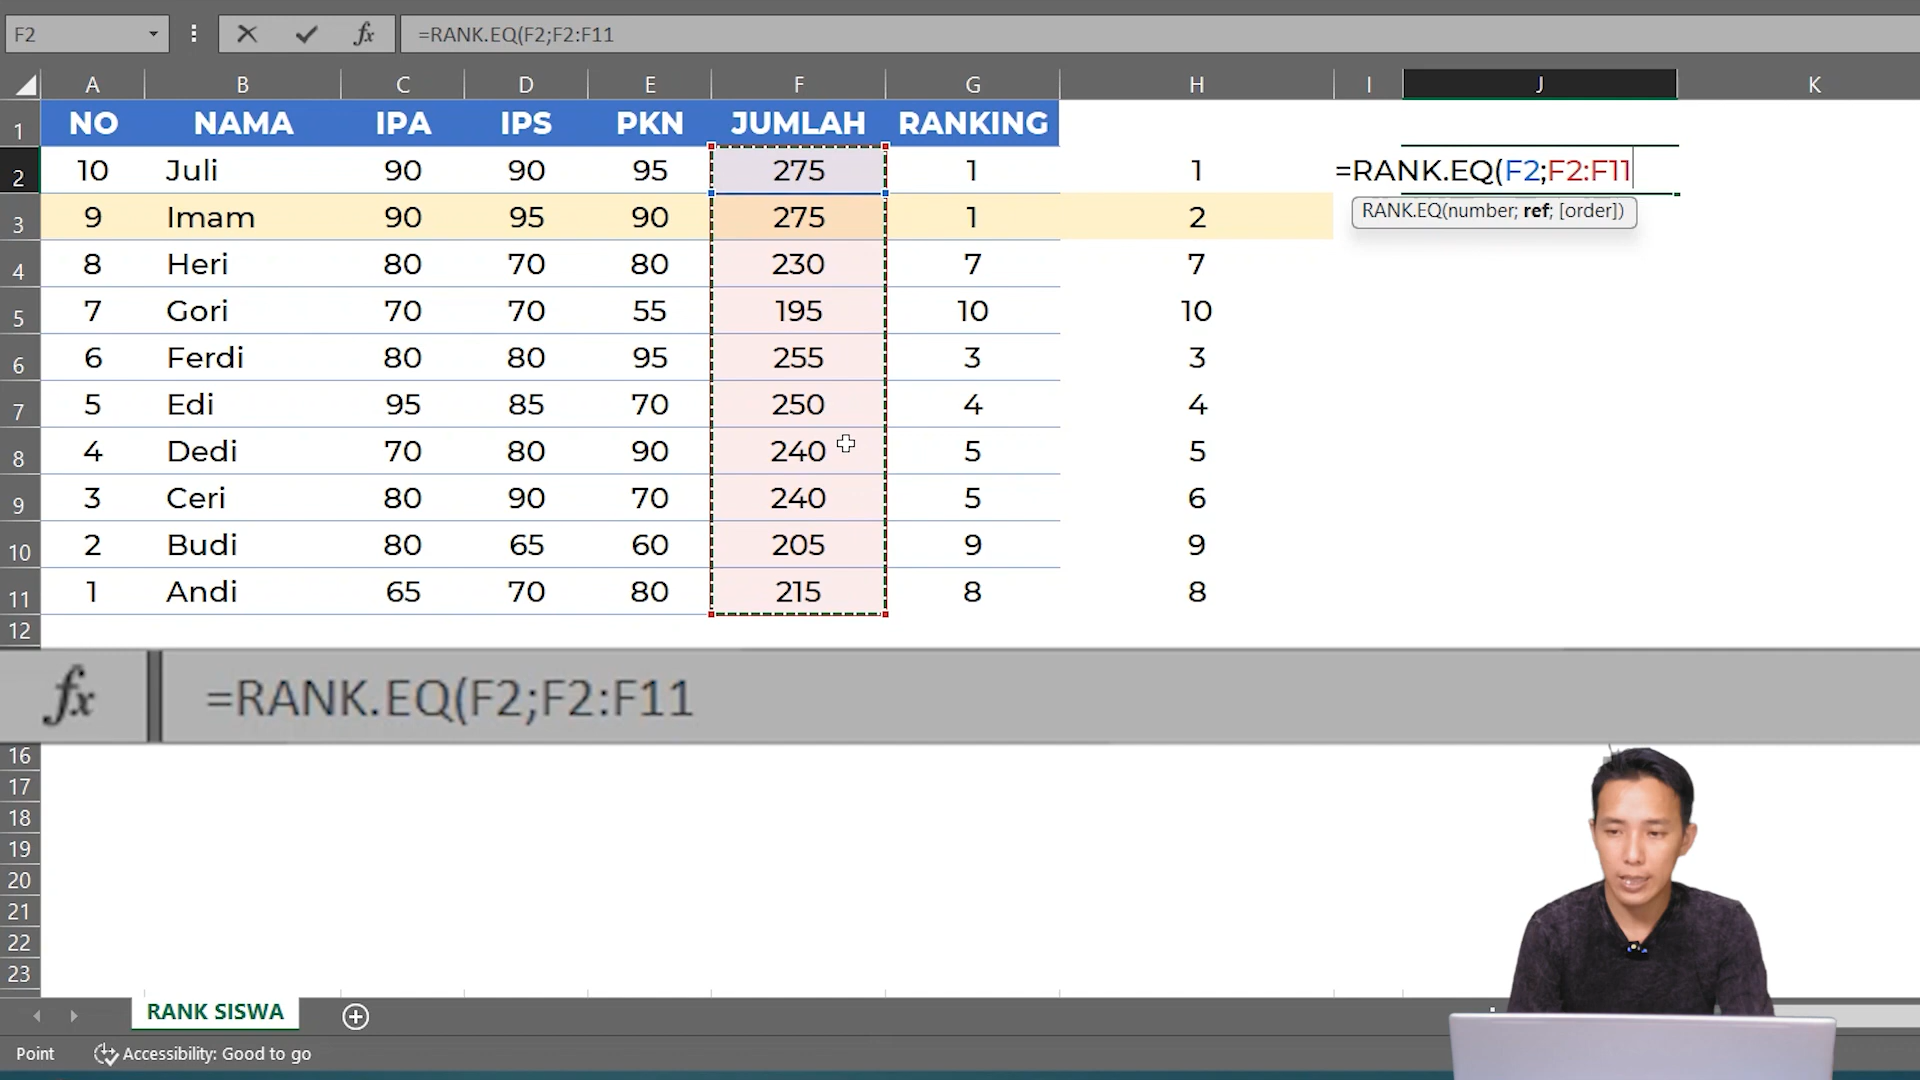 F2 fx =RANK.EQ(F2;F2:F11
A B C D E F G H I J K
1 NO NAMA IPA IPS PKN JUMLAH RANKING
2 10 Juli 90 90 95 275 1 1 =RANK.EQ(F2;F2:F11
3 9 Imam 90 95 90 275 1 2 RANK.EQ(number; ref; [order])
4 8 Heri 80 70 80 230 7 7
5 7 Gori 70 70 55 195 10 10
6 6 Ferdi 80 80 95 255 3 3
7 5 Edi 95 85 70 250 4 4
8 4 Dedi 70 80 90 240 5 5
9 3 Ceri 80 90 70 240 5 6
10 2 Budi 80 65 60 205 9 9
11 1 Andi 65 70 80 215 8 8
12
fx =RANK.EQ(F2;F2:F11
16
17
18
19
20
21
22
23
RANK SISWA
Point Accessibility: Good to go